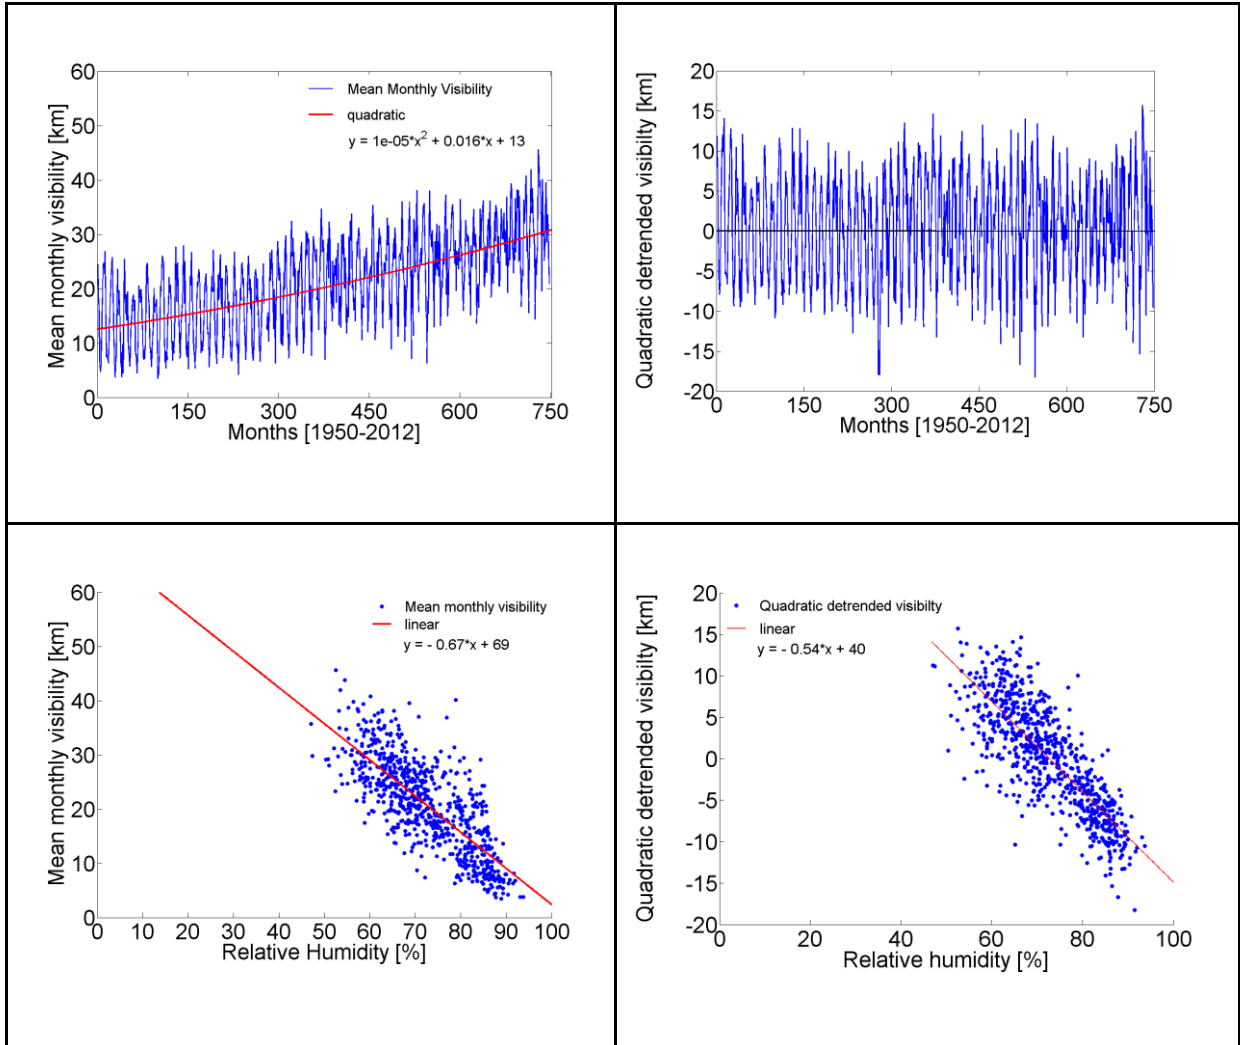 60
50
40
30
20
10
0
Mean monthly visibility [km]
Mean Monthly Visibility
quadratic
y = 1e-05*x² + 0.016*x + 13
0 150 300 450 600 750
Months [1950-2012]
20
15
10
5
0
-5
-10
-15
-20
Quadratic detrended visibilty [km]
0 150 300 450 600 750
Months [1950-2012]
60
50
40
30
20
10
0
Mean monthly visibility [km]
Mean monthly visibility
linear
y = - 0.67*x + 69
0 10 20 30 40 50 60 70 80 90 100
Relative Humidity [%]
20
15
10
5
0
-5
-10
-15
-20
Quadratic detrended visibilty [km]
Quadratic detrended visibilty
linear
y = - 0.54*x + 40
0 20 40 60 80 100
Relative humidity [%]